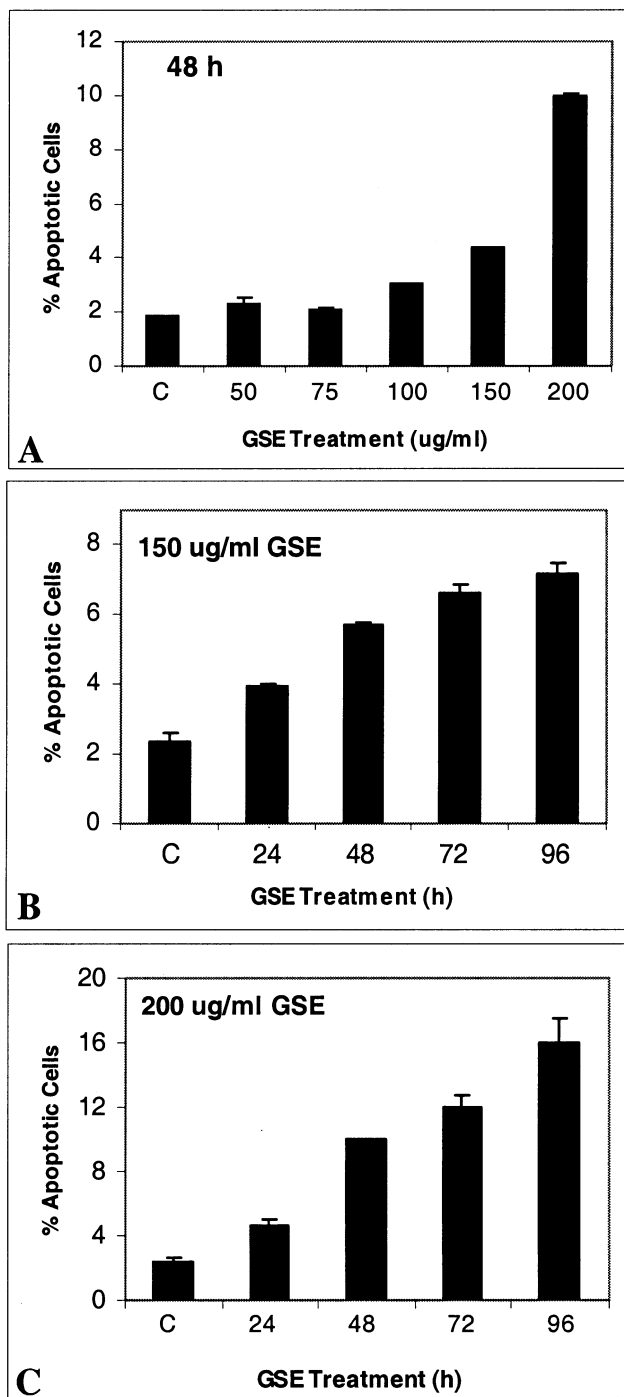 12
10
8
6
4
2
0
48 h
% Apoptotic Cells
C 50 75 100 150 200
GSE Treatment (ug/ml)
A
8
6
4
2
0
150 ug/ml GSE
% Apoptotic Cells
C 24 48 72 96
GSE Treatment (h)
B
20
16
12
8
4
0
200 ug/ml GSE
% Apoptotic Cells
C 24 48 72 96
GSE Treatment (h)
C